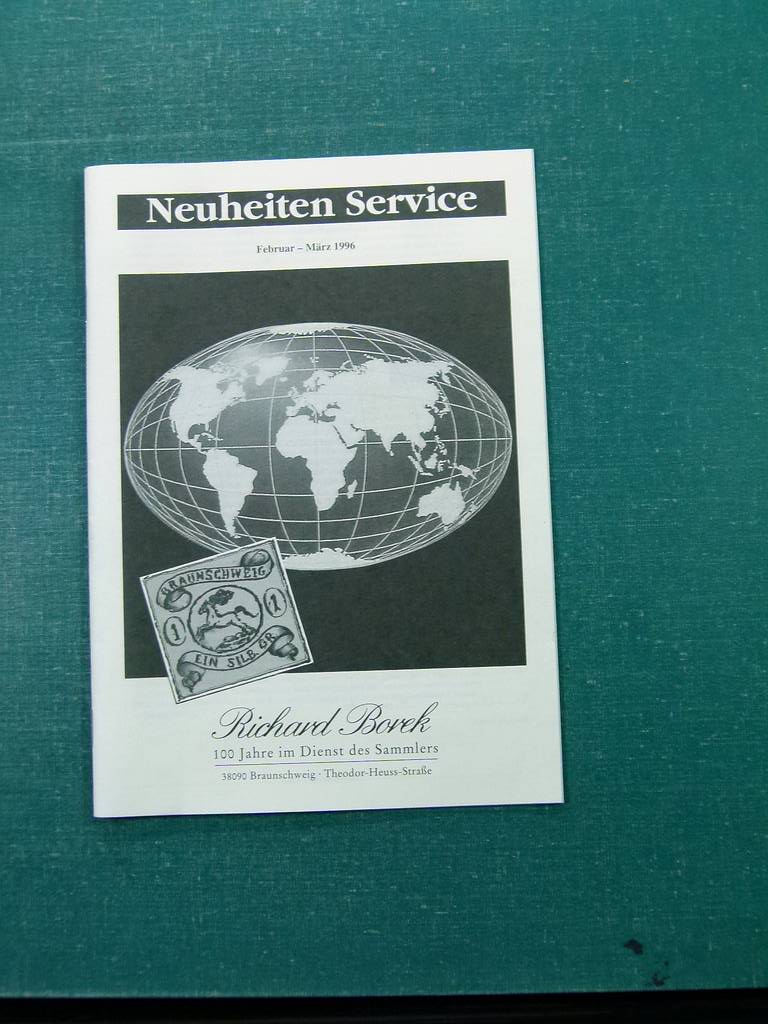 Neuheiten Service
Februar – März 1996
BRAUNSCHWEIG
1
1
EIN SILB. GR.
Richard Borek
100 Jahre im Dienst des Sammlers
38090 Braunschweig · Theodor-Heuss-Straße